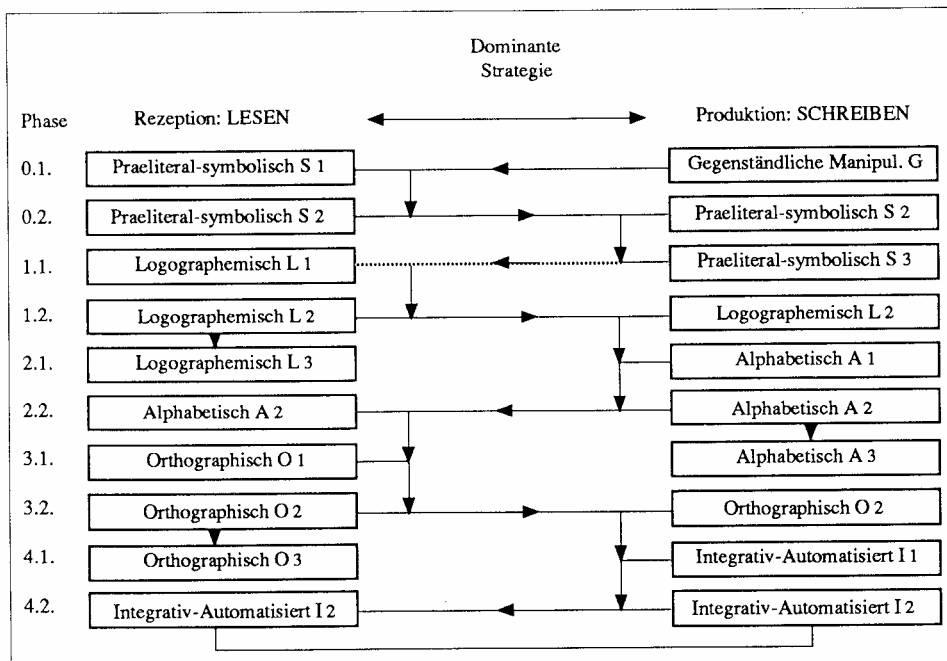 Dominante
Strategie
Phase Rezeption: LESEN Produktion: SCHREIBEN
0.1. Praeliteral-symbolisch S 1 Gegenständliche Manipul. G
0.2. Praeliteral-symbolisch S 2 Praeliteral-symbolisch S 2
1.1. Logographemisch L 1 Praeliteral-symbolisch S 3
1.2. Logographemisch L 2 Logographemisch L 2
2.1. Logographemisch L 3 Alphabetisch A 1
2.2. Alphabetisch A 2 Alphabetisch A 2
3.1. Orthographisch O 1 Alphabetisch A 3
3.2. Orthographisch O 2 Orthographisch O 2
4.1. Orthographisch O 3 Integrativ-Automatisiert I 1
4.2. Integrativ-Automatisiert I 2 Integrativ-Automatisiert I 2